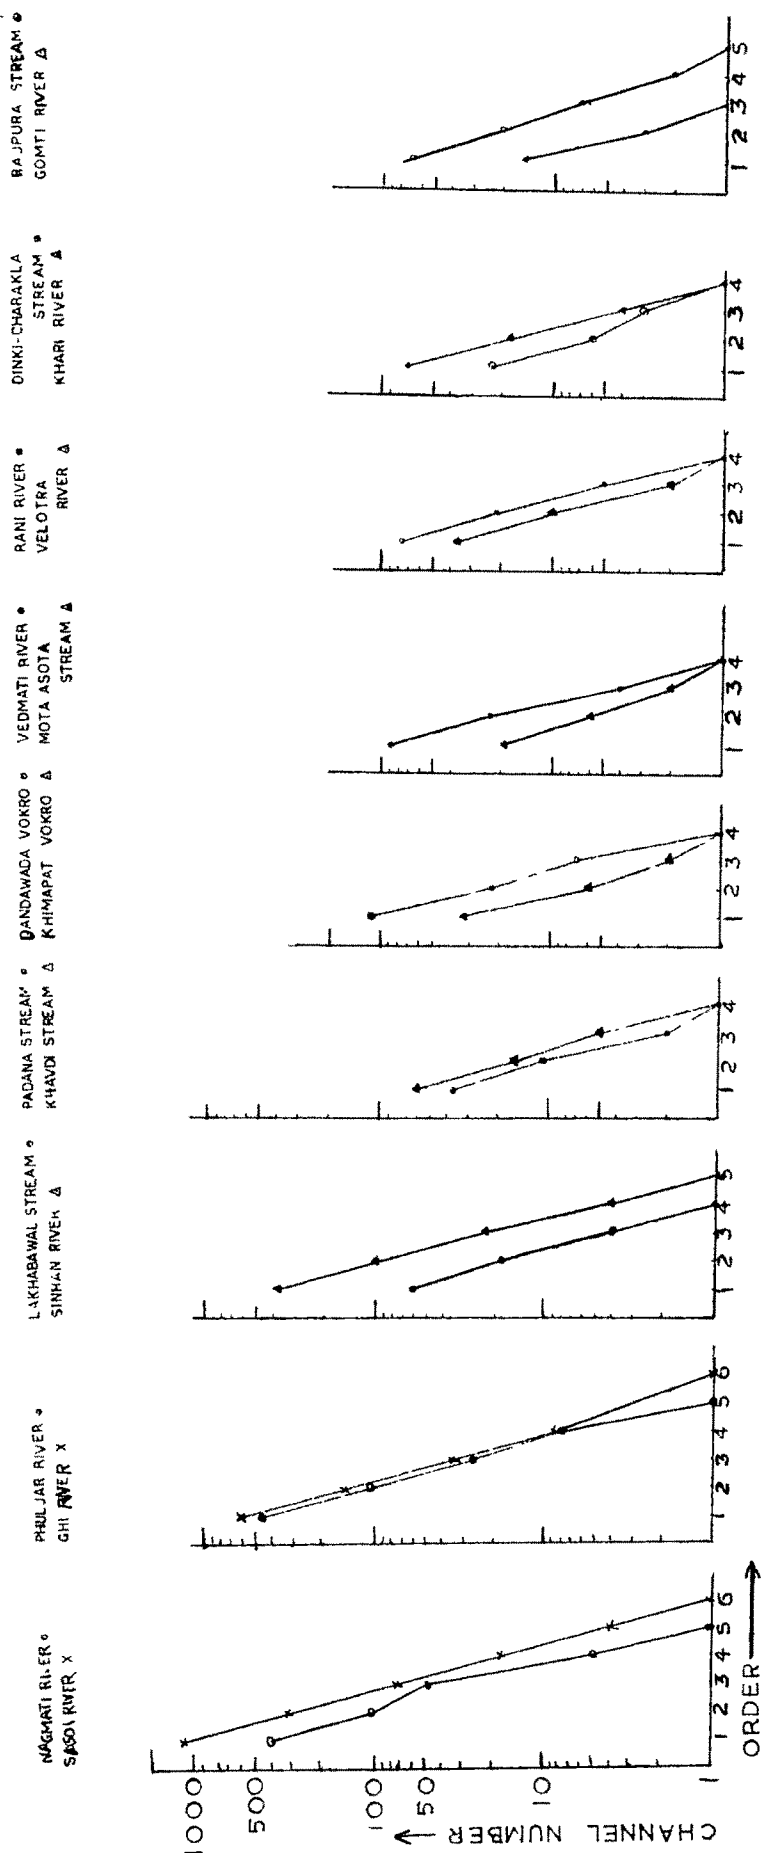 NAGMATI RIVER o
SASOI RIVER X
PHULJAR RIVER o
GHI RIVER X
LAKHABAWAL STREAM o
SINHAN RIVER Δ
PADANA STREAM o
KHAVDI STREAM Δ
DANDAWADA VOKRO o
KHIMAPAT VOKRO Δ
VEDMATI RIVER •
MOTA ASOTA
STREAM Δ
RANI RIVER •
VELOTRA
RIVER Δ
DINKI-CHARAKLA
STREAM •
KHARI RIVER Δ
RAJPURA STREAM •
GOMTI RIVER Δ
CHANNEL NUMBER →
1000
500
100
50
10
1
1 2 3 4 5 6
1 2 3 4 5 6
1 2 3 4 5
1 2 3 4
1 2 3 4
1 2 3 4
1 2 3 4
1 2 3 4
1 2 3 4 5
ORDER →